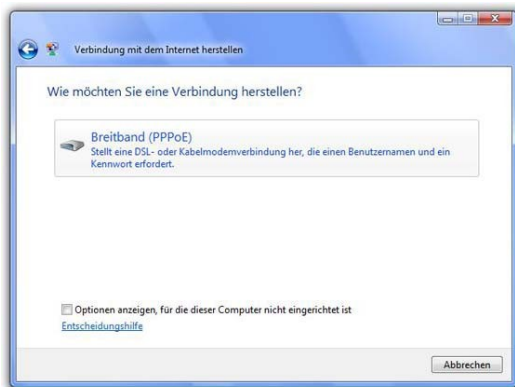 Verbindung mit dem Internet herstellen
Wie möchten Sie eine Verbindung herstellen?
Breitband (PPPoE)
Stellt eine DSL- oder Kabelmodemverbindung her, die einen Benutzernamen und ein
Kennwort erfordert.
Optionen anzeigen, für die dieser Computer nicht eingerichtet ist
Entscheidungshilfe
Abbrechen